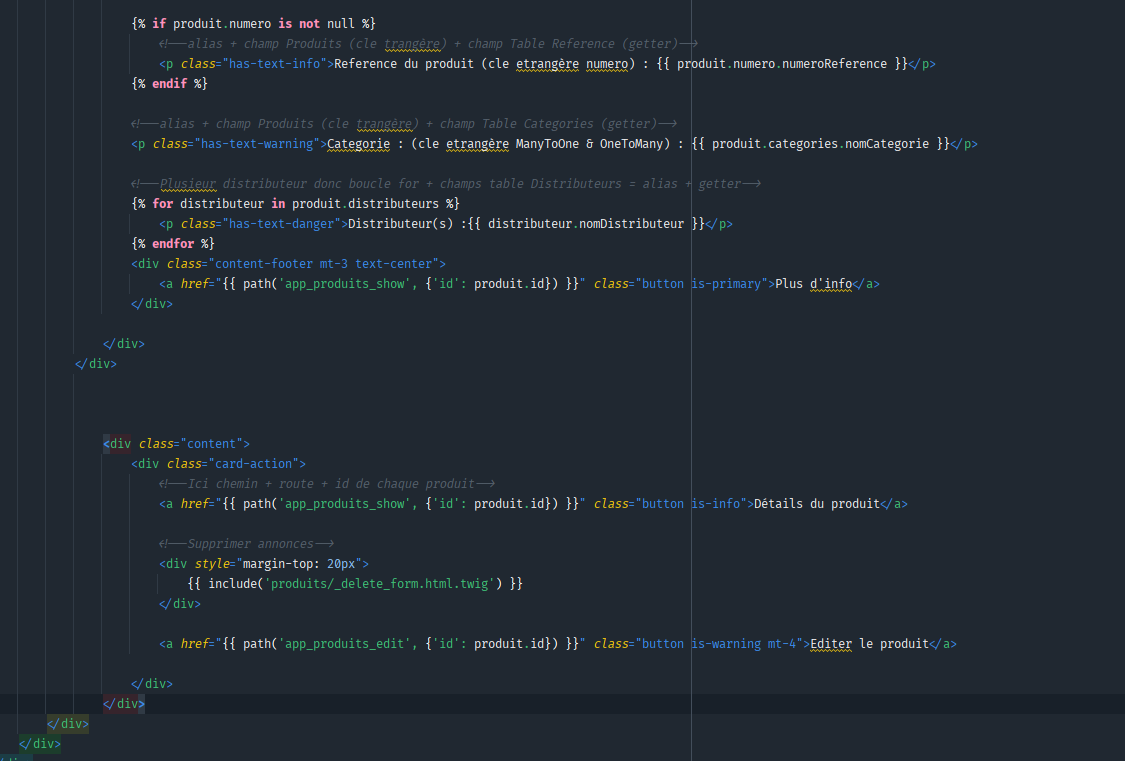 {% if produit.numero is not null %}
<!--alias + champ Produits (cle trangère) + champ Table Reference (getter)-->
<p class="has-text-info">Reference du produit (cle etrangère numero) : {{ produit.numero.numeroReference }}</p>
{% endif %}
<!--alias + champ Produits (cle trangère) + champ Table Categories (getter)-->
<p class="has-text-warning">Categorie : (cle etrangère ManyToOne & OneToMany) : {{ produit.categories.nomCategorie }}</p>
<!--Plusieur distributeur donc boucle for + champs table Distributeurs = alias + getter-->
{% for distributeur in produit.distributeurs %}
<p class="has-text-danger">Distributeur(s) :{{ distributeur.nomDistributeur }}</p>
{% endfor %}
<div class="content-footer mt-3 text-center">
<a href="{{ path('app_produits_show', {'id': produit.id}) }}" class="button is-primary">Plus d'info</a>
</div>
</div>
</div>
<div class="content">
<div class="card-action">
<!--Ici chemin + route + id de chaque produit-->
<a href="{{ path('app_produits_show', {'id': produit.id}) }}" class="button is-info">Détails du produit</a>
<!--Supprimer annonces-->
<div style="margin-top: 20px">
{{ include('produits/_delete_form.html.twig') }}
</div>
<a href="{{ path('app_produits_edit', {'id': produit.id}) }}" class="button is-warning mt-4">Editer le produit</a>
</div>
</div>
</div>
</div>